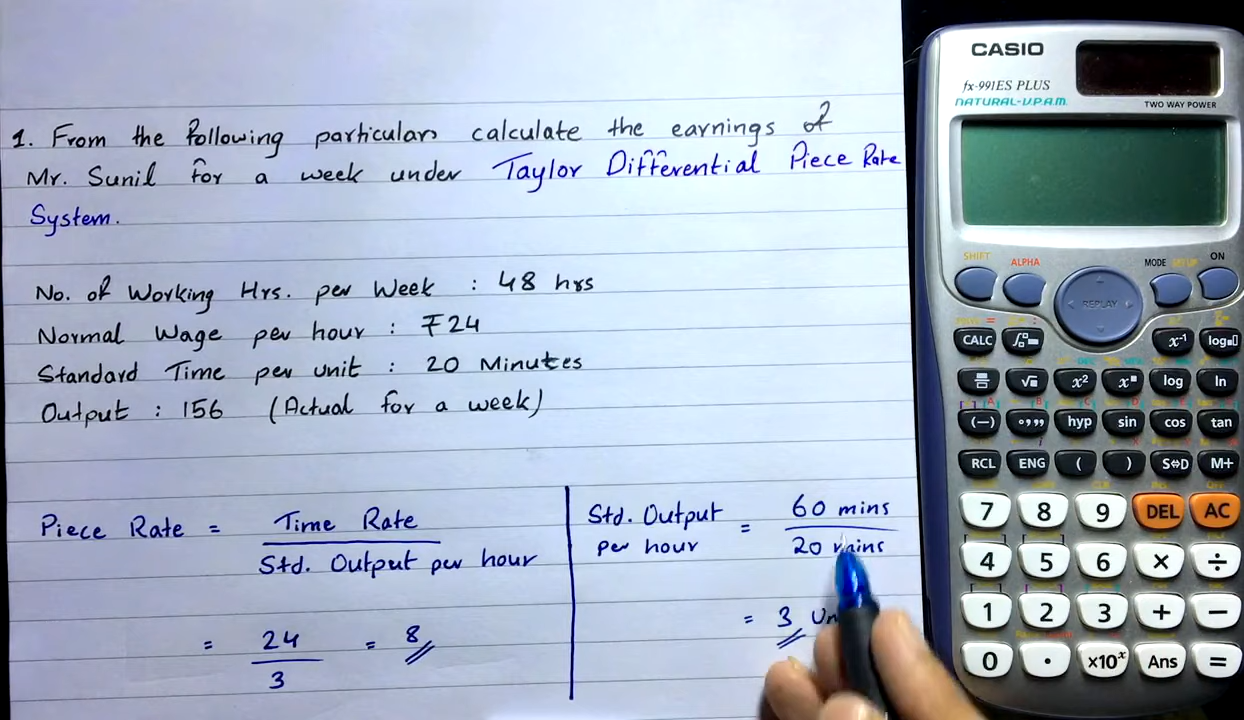 1. From the following particulars calculate the earnings of
Mr. Sunil for a week under Taylor Differential Piece Rate
System.
No. of Working Hrs. per Week : 48 hrs
Normal Wage per hour : ₹24
Standard Time per unit : 20 Minutes
Output : 156 (Actual for a week)
Piece Rate = Time Rate
Std. Output per hour
= 24
3
= 8
Std. Output
per hour
= 60 mins
20 mins
= 3
CASIO
fx-991ES PLUS
NATURAL-V.P.A.M.
TWO WAY POWER
SHIFT ALPHA MODE SETUP ON
REPLAY
CALC x⁻¹ log
√ x² log ln
(−) hyp sin cos tan
RCL ENG ( ) S⇔D M+
7 8 9 DEL AC
4 5 6 × ÷
1 2 3 + −
0 . ×10ˣ Ans =